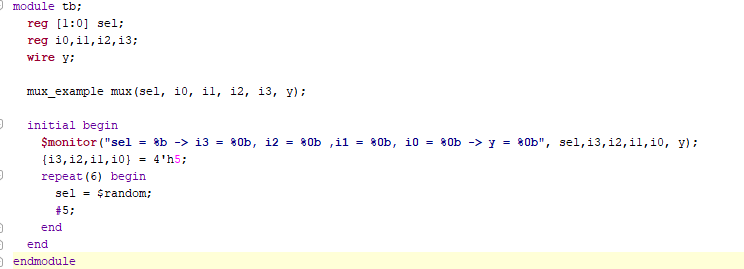 module tb;
reg [1:0] sel;
reg i0,i1,i2,i3;
wire y;
mux_example mux(sel, i0, i1, i2, i3, y);
initial begin
$monitor("sel = %b -> i3 = %0b, i2 = %0b ,i1 = %0b, i0 = %0b -> y = %0b", sel,i3,i2,i1,i0, y);
{i3,i2,i1,i0} = 4'h5;
repeat(6) begin
sel = $random;
#5;
end
end
endmodule